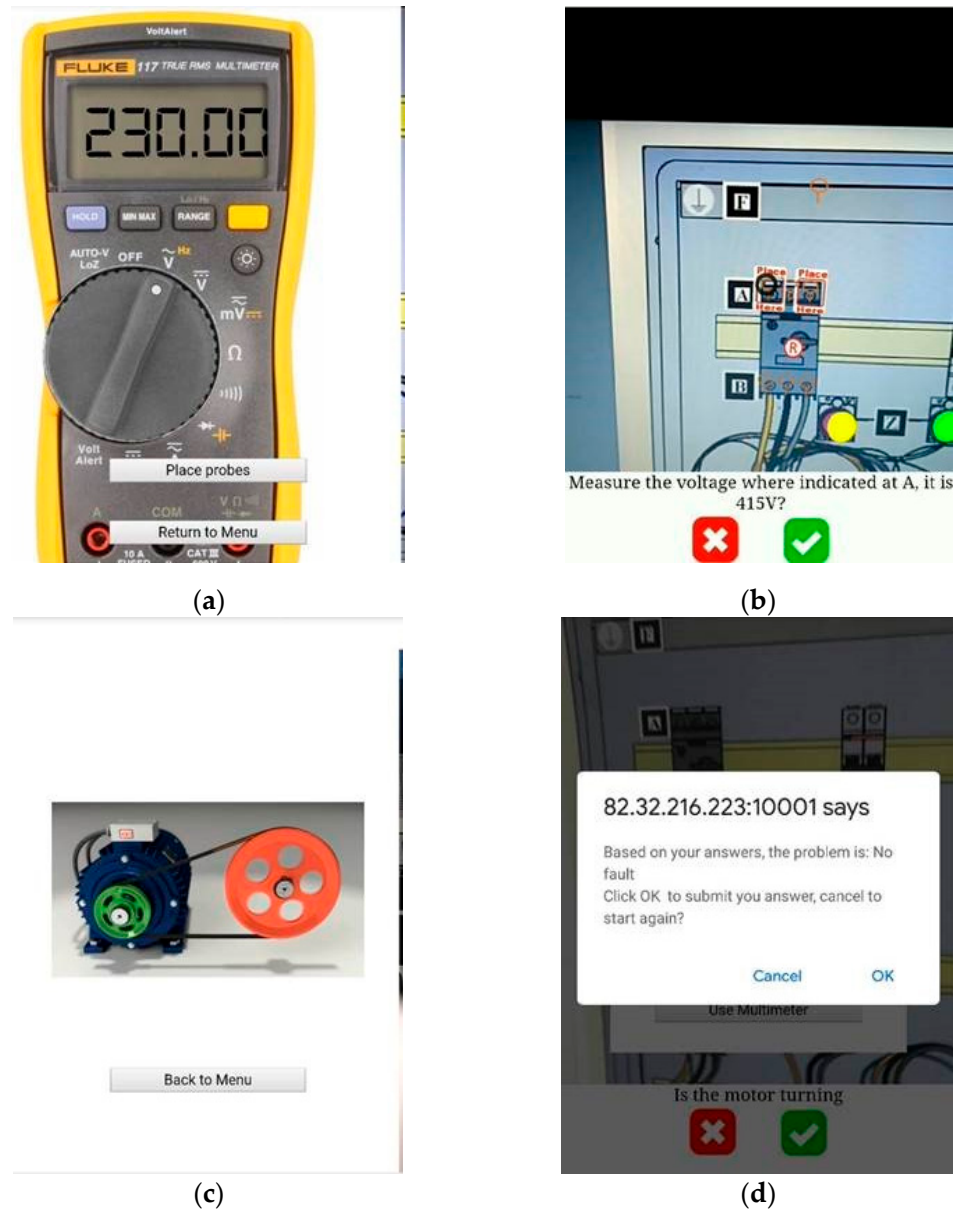 VoltAlert
FLUKE 117 TRUE RMS MULTIMETER
230.00
HOLD MIN MAX RANGE
AUTO-V
LoZ
OFF
V Hz
V
mV
Ω
Volt
Alert
Place probes
A COM V Ω
Return to Menu
10 A
FUSED
CAT III
(a)
F
Place Place
A
Here Here
R
B
Z
Measure the voltage where indicated at A, it is
415V?
(b)
Back to Menu
(c)
A
82.32.216.223:10001 says
Based on your answers, the problem is: No
fault
Click OK to submit you answer, cancel to
start again?
Cancel OK
Use Multimeter
Is the motor turning
(d)